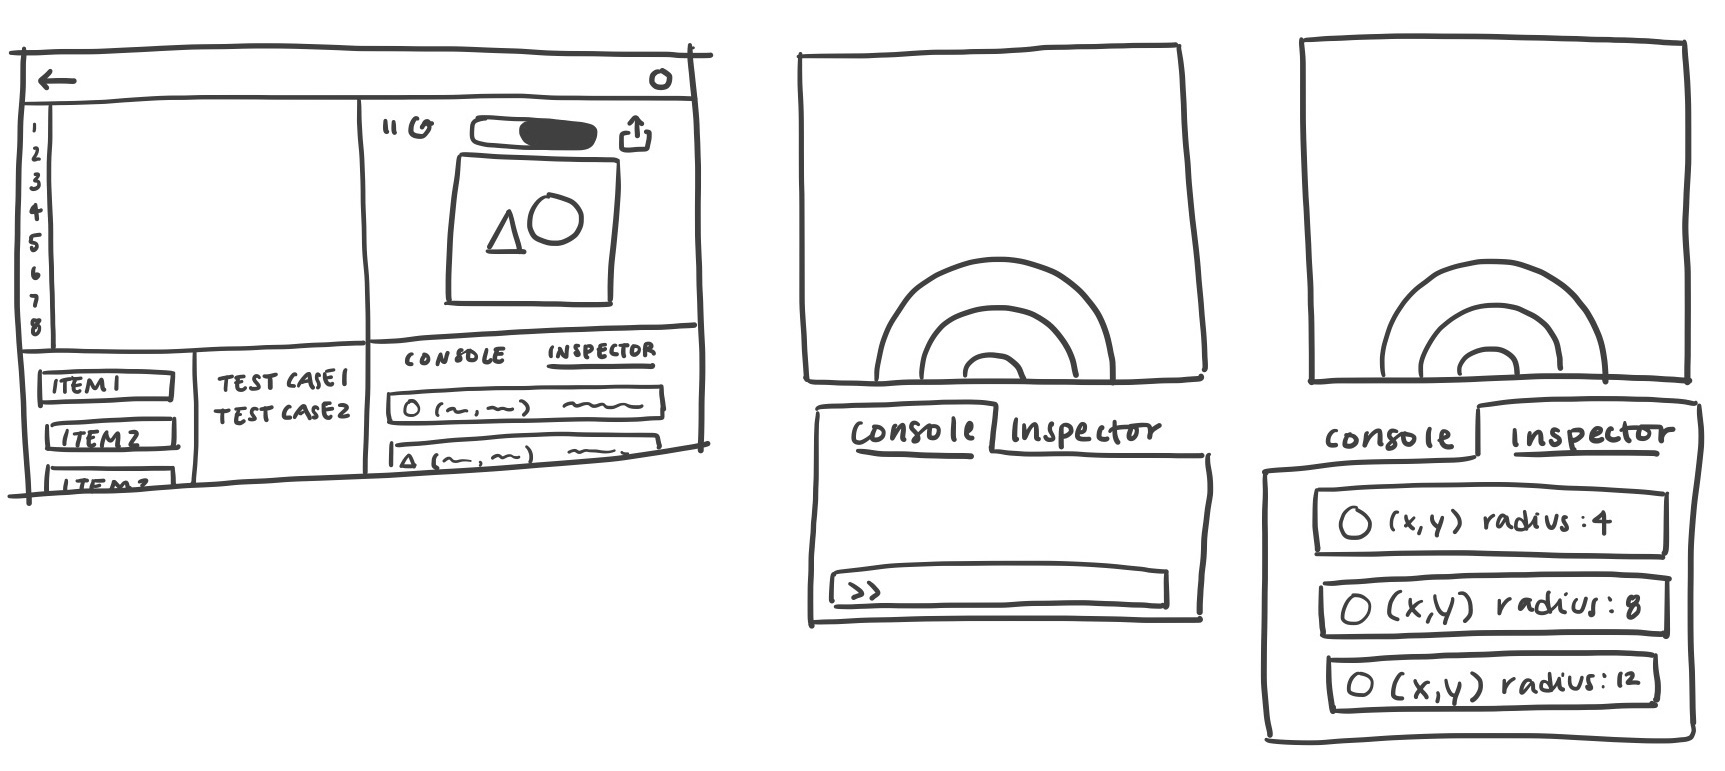 1
2
3
4
5
6
7
8
CONSOLE INSPECTOR
ITEM 1
ITEM 2
TEST CASE 1
TEST CASE 2
Console Inspector
>>
console Inspector
(x,y) radius: 4
(x,y) radius: 8
(x,y) radius: 12